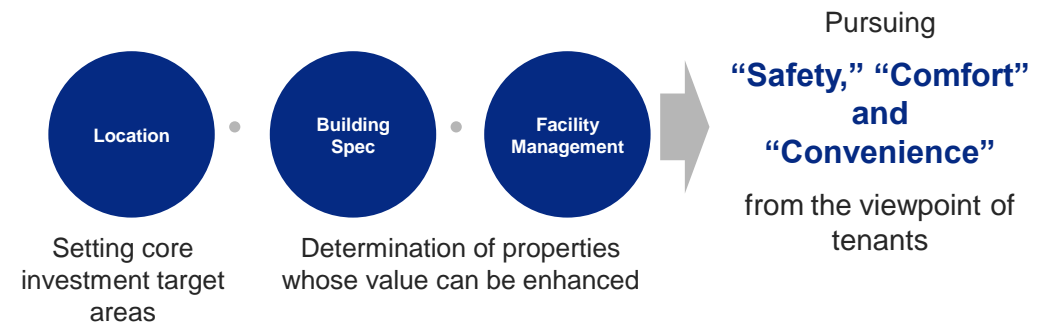 Location
Building
Spec
Facility
Management
Setting core
investment target
areas
Determination of properties
whose value can be enhanced
Pursuing
“Safety,” “Comfort”
and
“Convenience”
from the viewpoint of
tenants